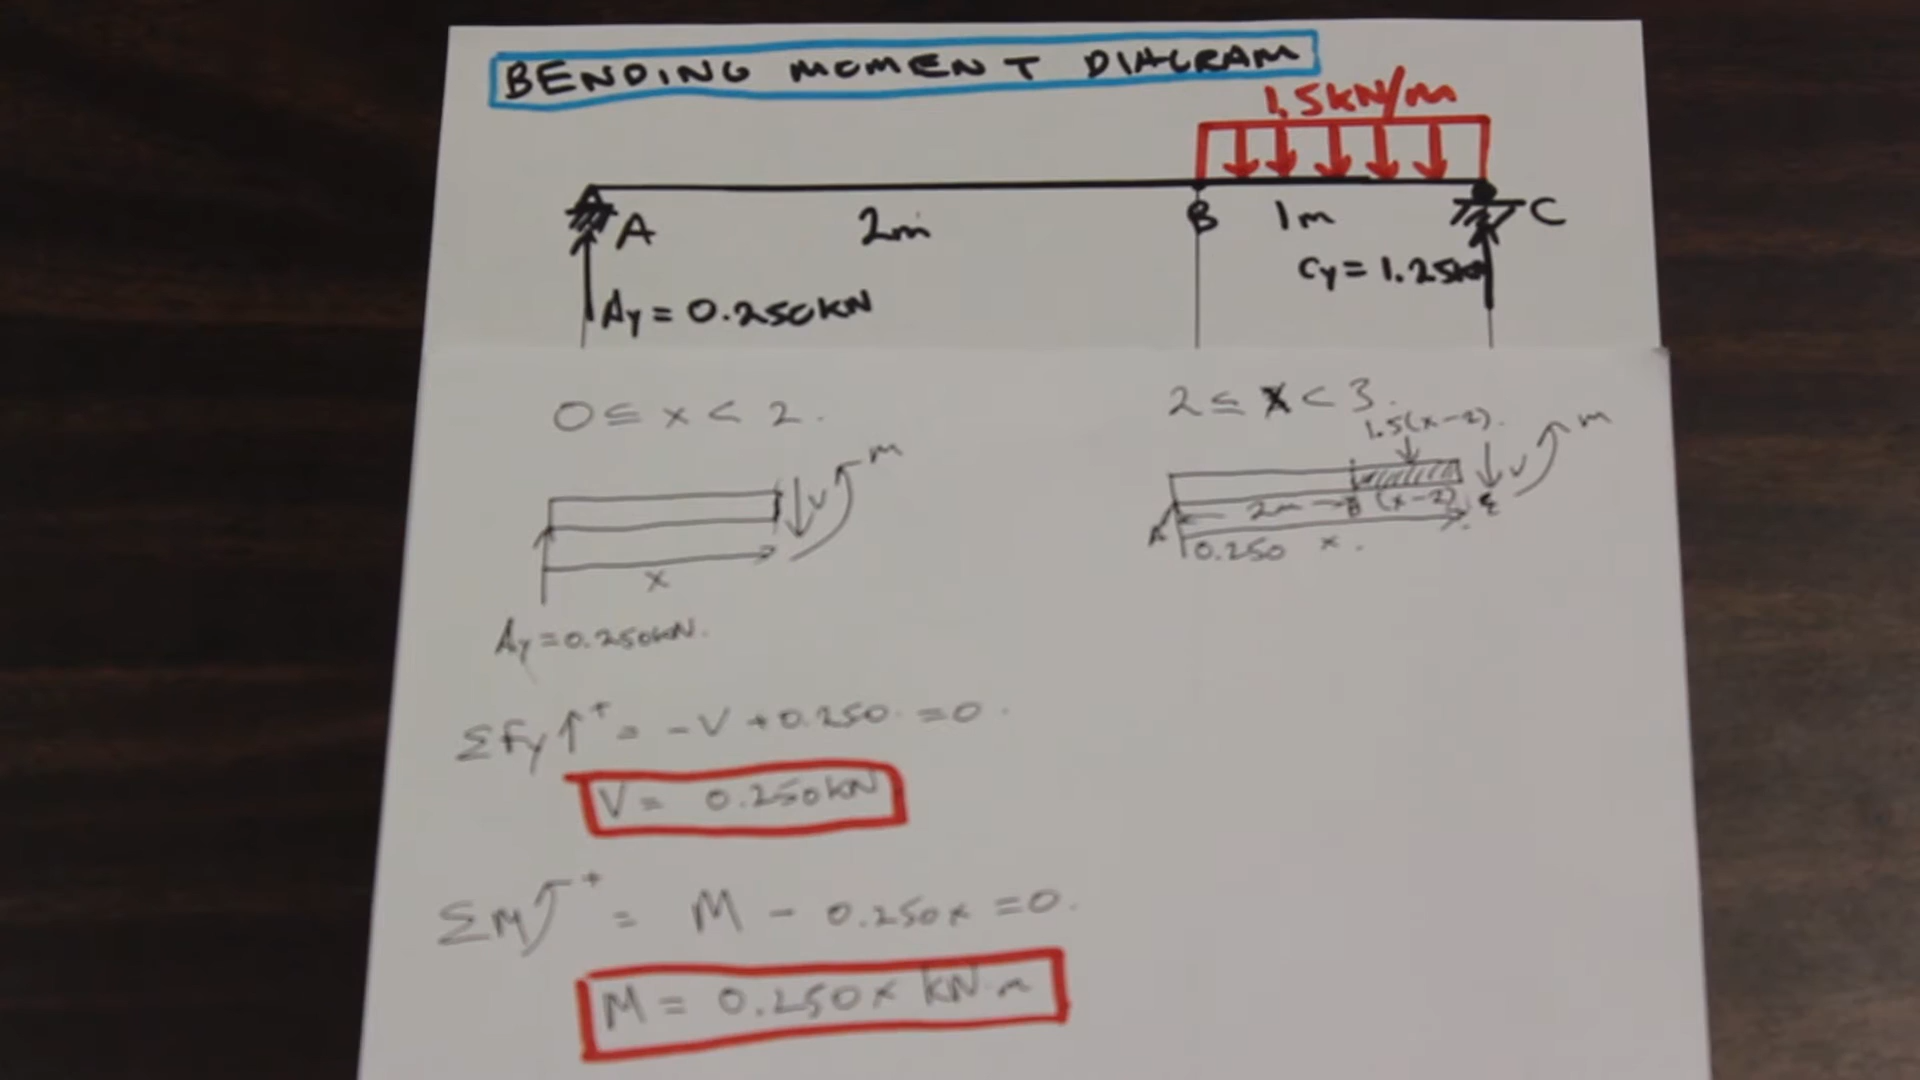 BENDING MOMENT DIAGRAM
1.5kN/m
A
2m
B
1m
C
Cy = 1.25kN
Ay = 0.250KN
0 ≤ x < 2.
M
V
x
Ay = 0.250kN.
2 ≤ x < 3.
1.5(x-2).
M
V
2m
B
(x-2)
A
0.250
x.
ΣFy↑+ = -V + 0.250 = 0.
V = 0.250kN
ΣM + = M - 0.250x = 0.
M = 0.250x kN.m